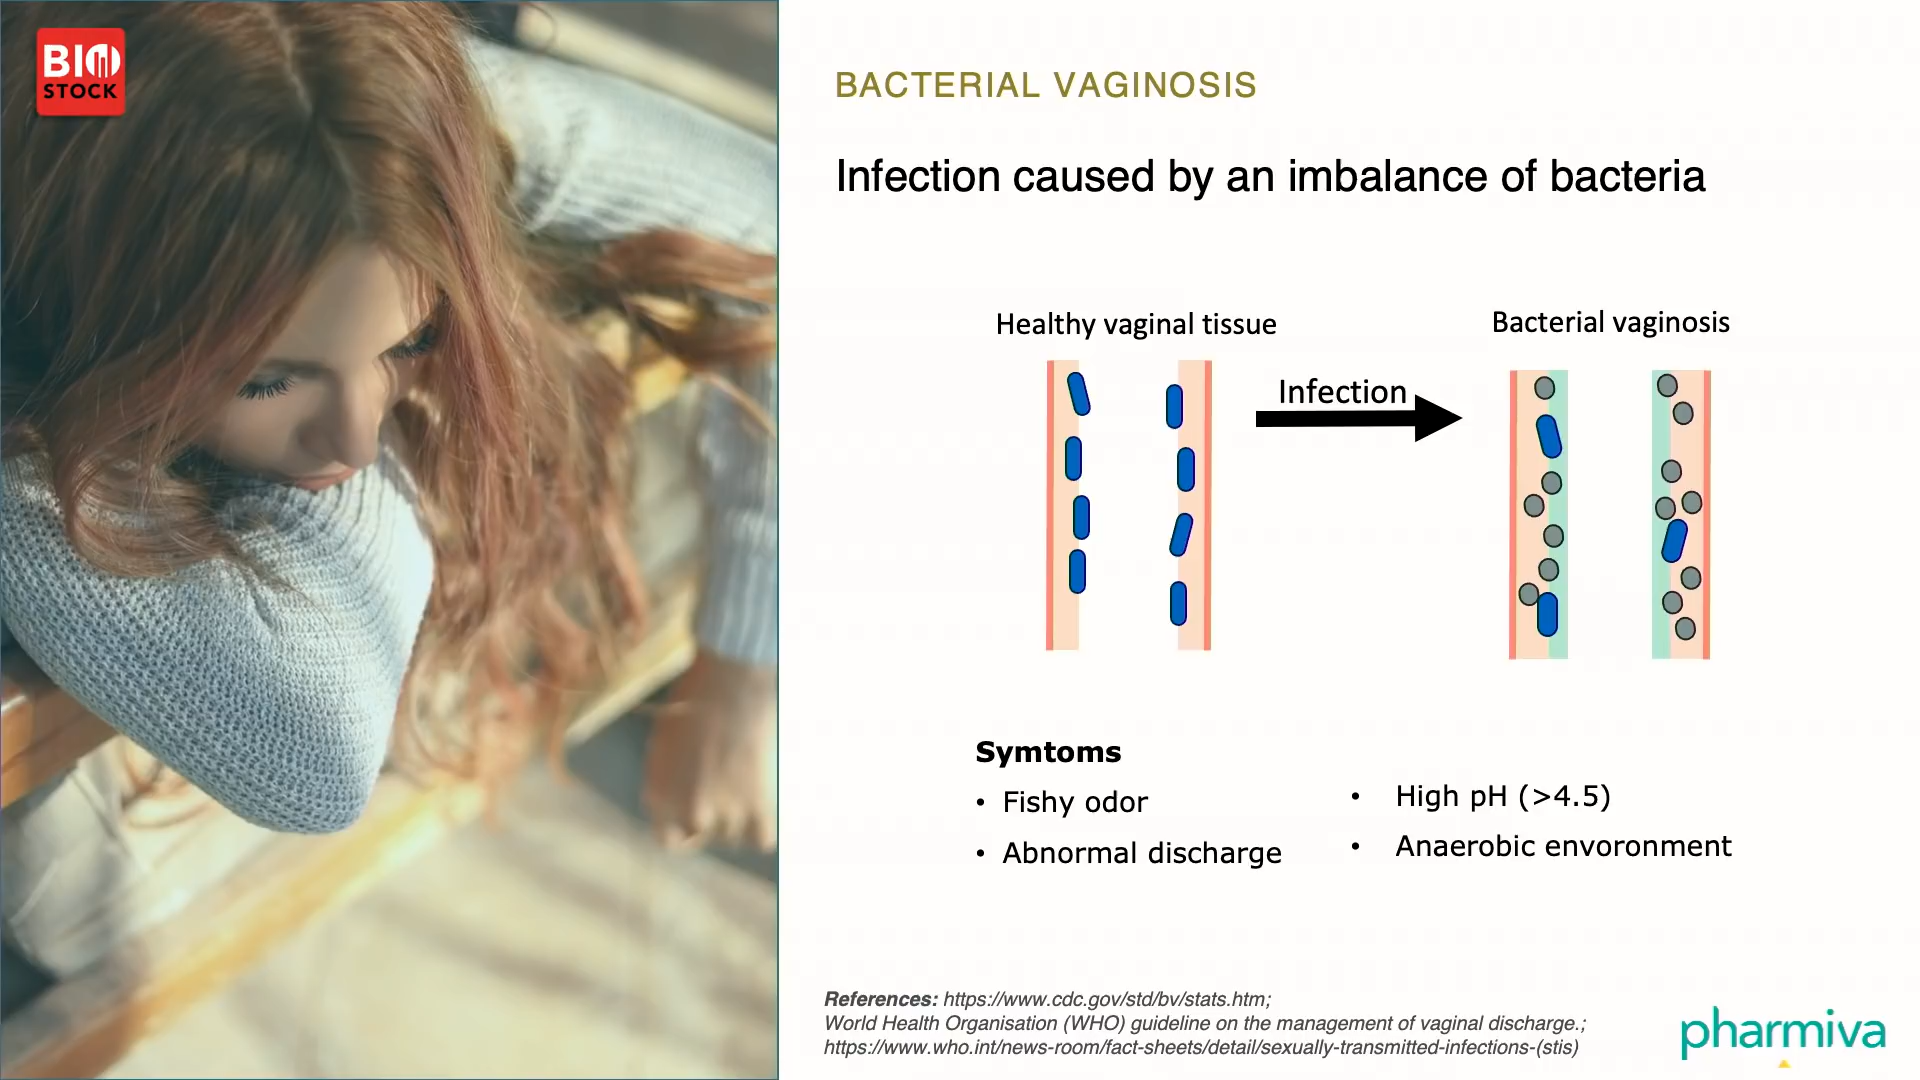 BIO
STOCK
BACTERIAL VAGINOSIS
Infection caused by an imbalance of bacteria
Healthy vaginal tissue
Bacterial vaginosis
Infection
Symtoms
• Fishy odor
• Abnormal discharge
• High pH (>4.5)
• Anaerobic envoronment
References: https://www.cdc.gov/std/bv/stats.htm;
World Health Organisation (WHO) guideline on the management of vaginal discharge.;
https://www.who.int/news-room/fact-sheets/detail/sexually-transmitted-infections-(stis)
pharmiva